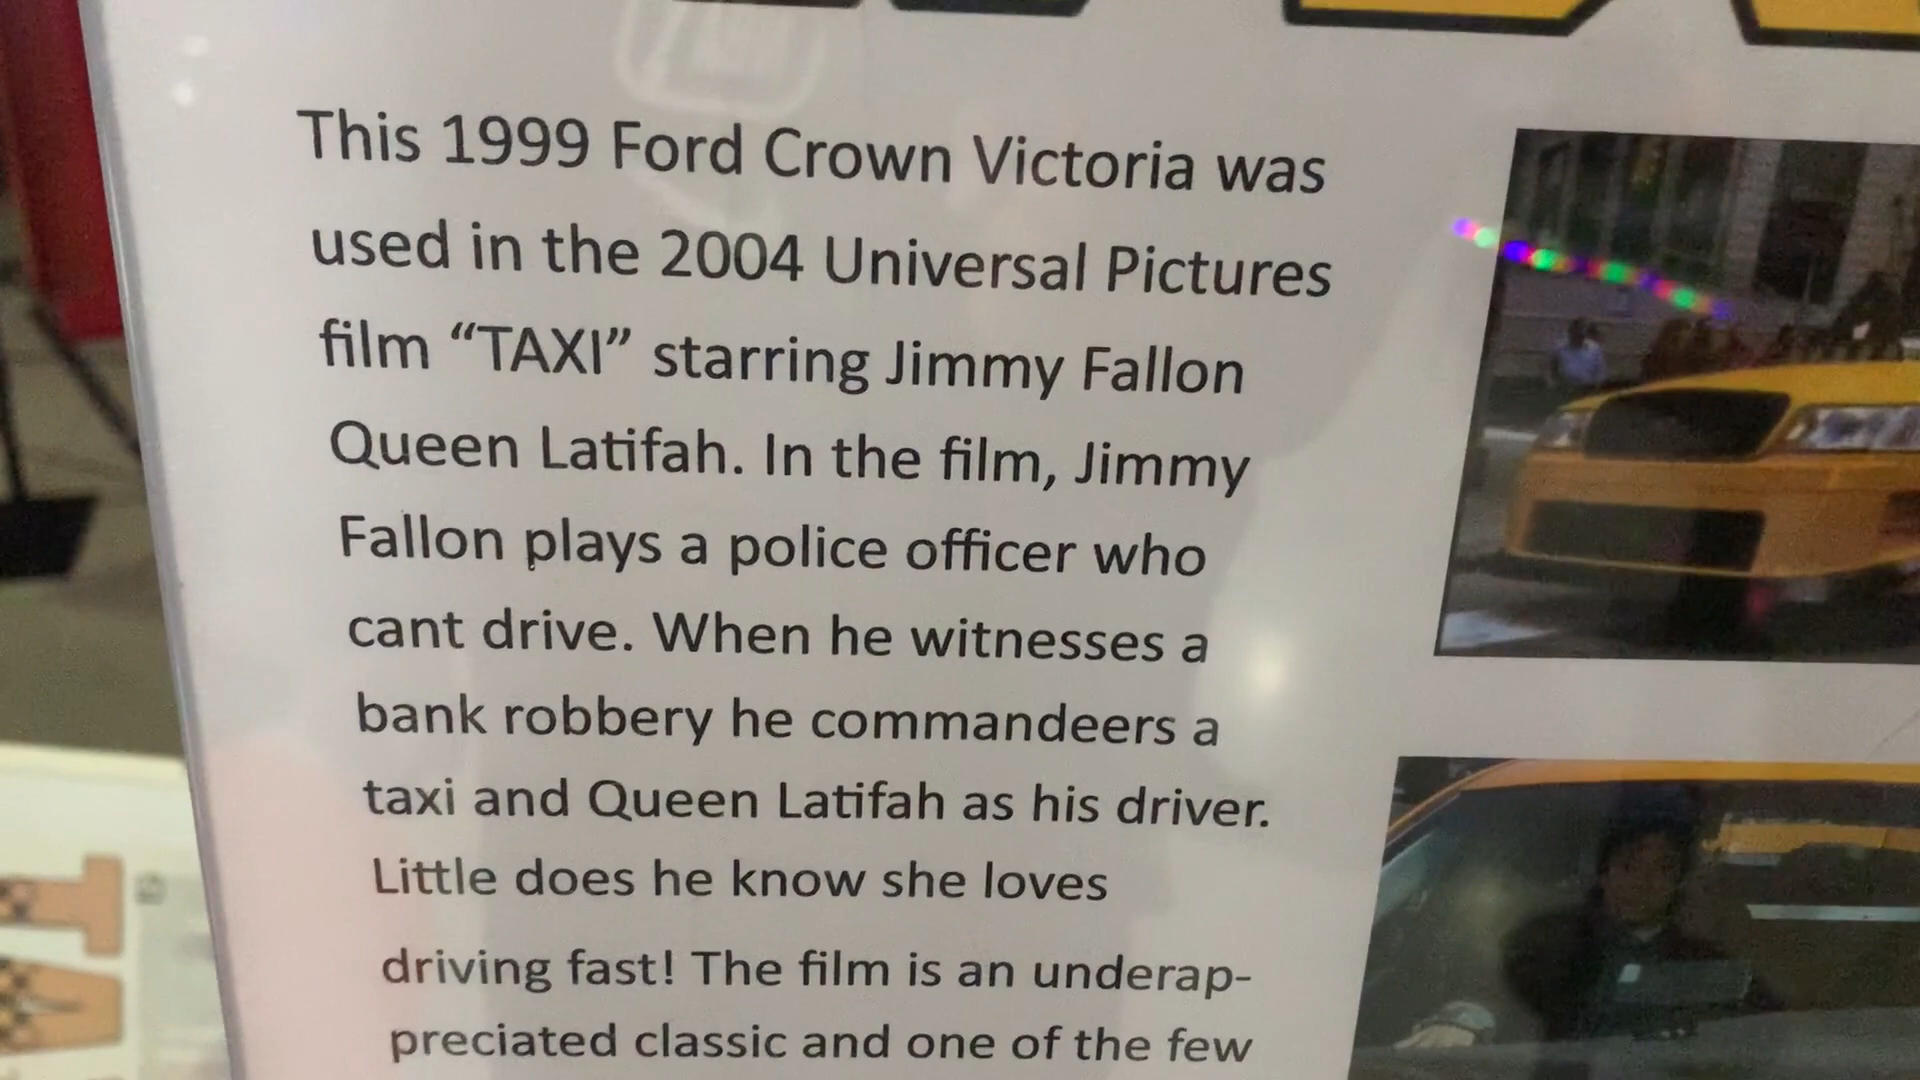 This 1999 Ford Crown Victoria was
used in the 2004 Universal Pictures
film “TAXI” starring Jimmy Fallon
Queen Latifah. In the film, Jimmy
Fallon plays a police officer who
cant drive. When he witnesses a
bank robbery he commandeers a
taxi and Queen Latifah as his driver.
Little does he know she loves
driving fast! The film is an underap-
preciated classic and one of the few